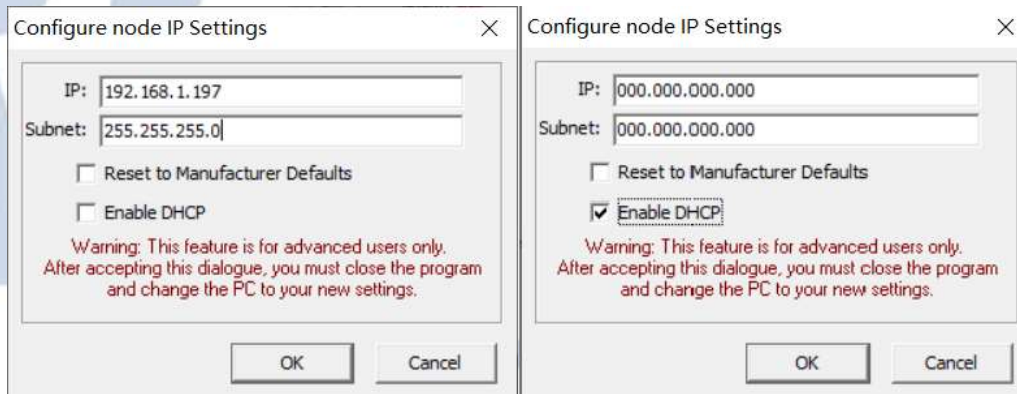 Configure node IP Settings
IP: 192.168.1.197
Subnet: 255.255.255.0
Reset to Manufacturer Defaults
Enable DHCP
Warning: This feature is for advanced users only.
After accepting this dialogue, you must close the program
and change the PC to your new settings.
OK Cancel
Configure node IP Settings
IP: 000.000.000.000
Subnet: 000.000.000.000
Reset to Manufacturer Defaults
Enable DHCP
Warning: This feature is for advanced users only.
After accepting this dialogue, you must close the program
and change the PC to your new settings.
OK Cancel